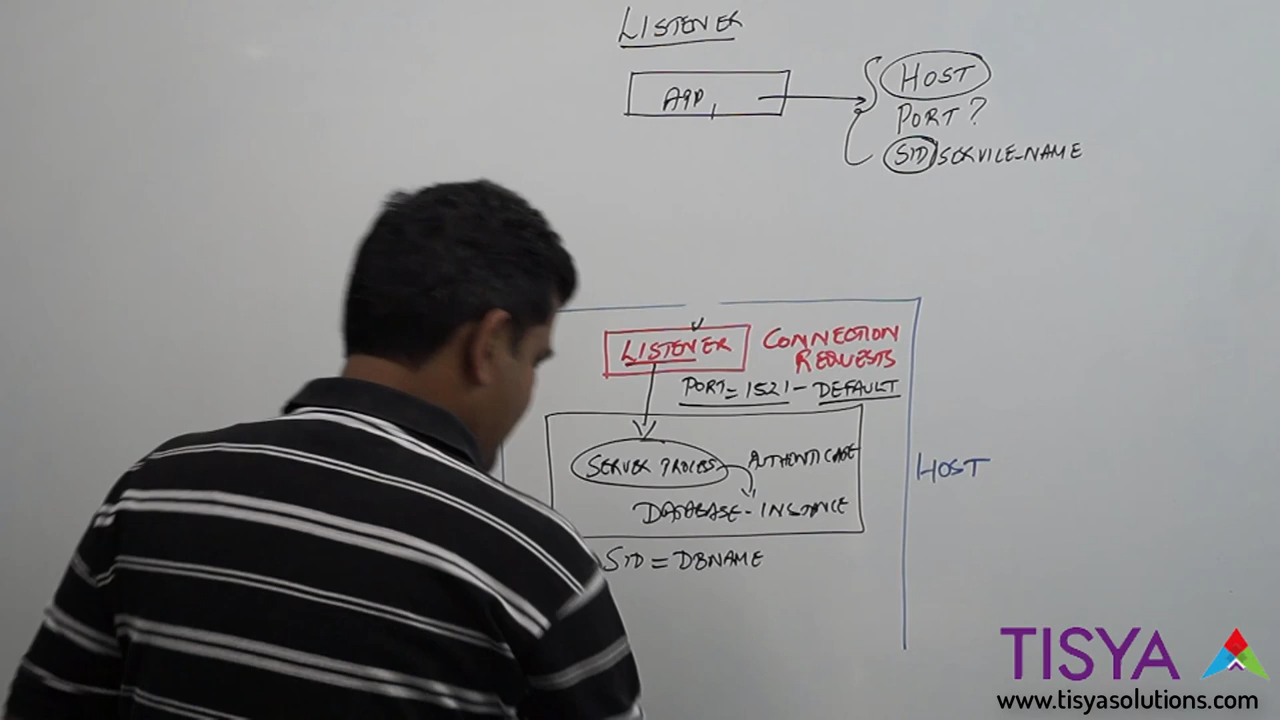 LISTENER
APP
HOST
PORT?
SID/SERVICE-NAME
LISTENER
CONNECTION
REQUESTS
PORT=1521-DEFAULT
SERVER PROCESS
AUTHENTICATE
DATABASE-INSTANCE
HOST
SID=DBNAME
TISYA
www.tisyasolutions.com